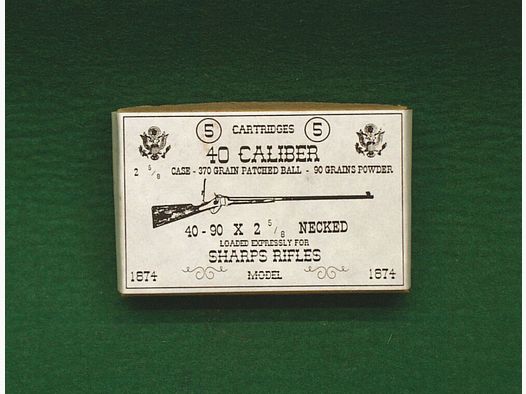 5 CARTRIDGES 5
40 CALIBER
2 5/8 CASE - 370 GRAIN PATCHED BALL - 90 GRAINS POWDER
40-90 X 2 5/8 NECKED
LOADED EXPRESSLY FOR
SHARPS RIFLES
1874 MODEL 1874